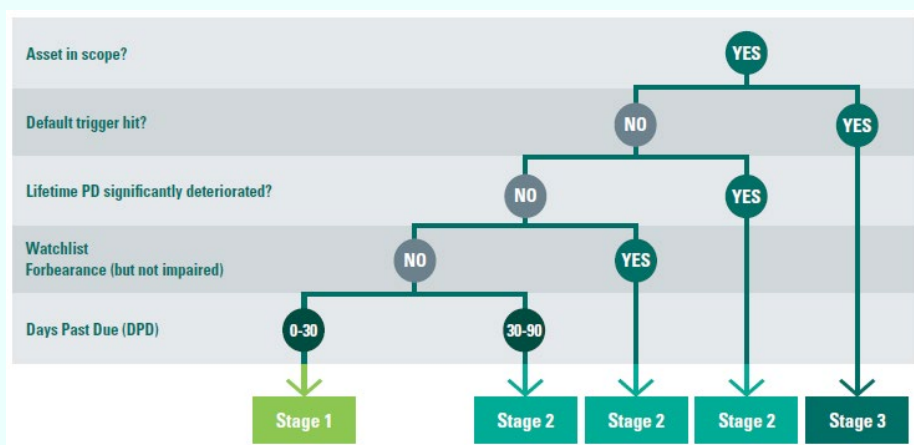 Asset in scope?
YES
Default trigger hit?
NO
YES
Lifetime PD significantly deteriorated?
NO
YES
Watchlist
Forbearance (but not impaired)
NO
YES
Days Past Due (DPD)
0-30
30-90
Stage 1
Stage 2
Stage 2
Stage 2
Stage 3